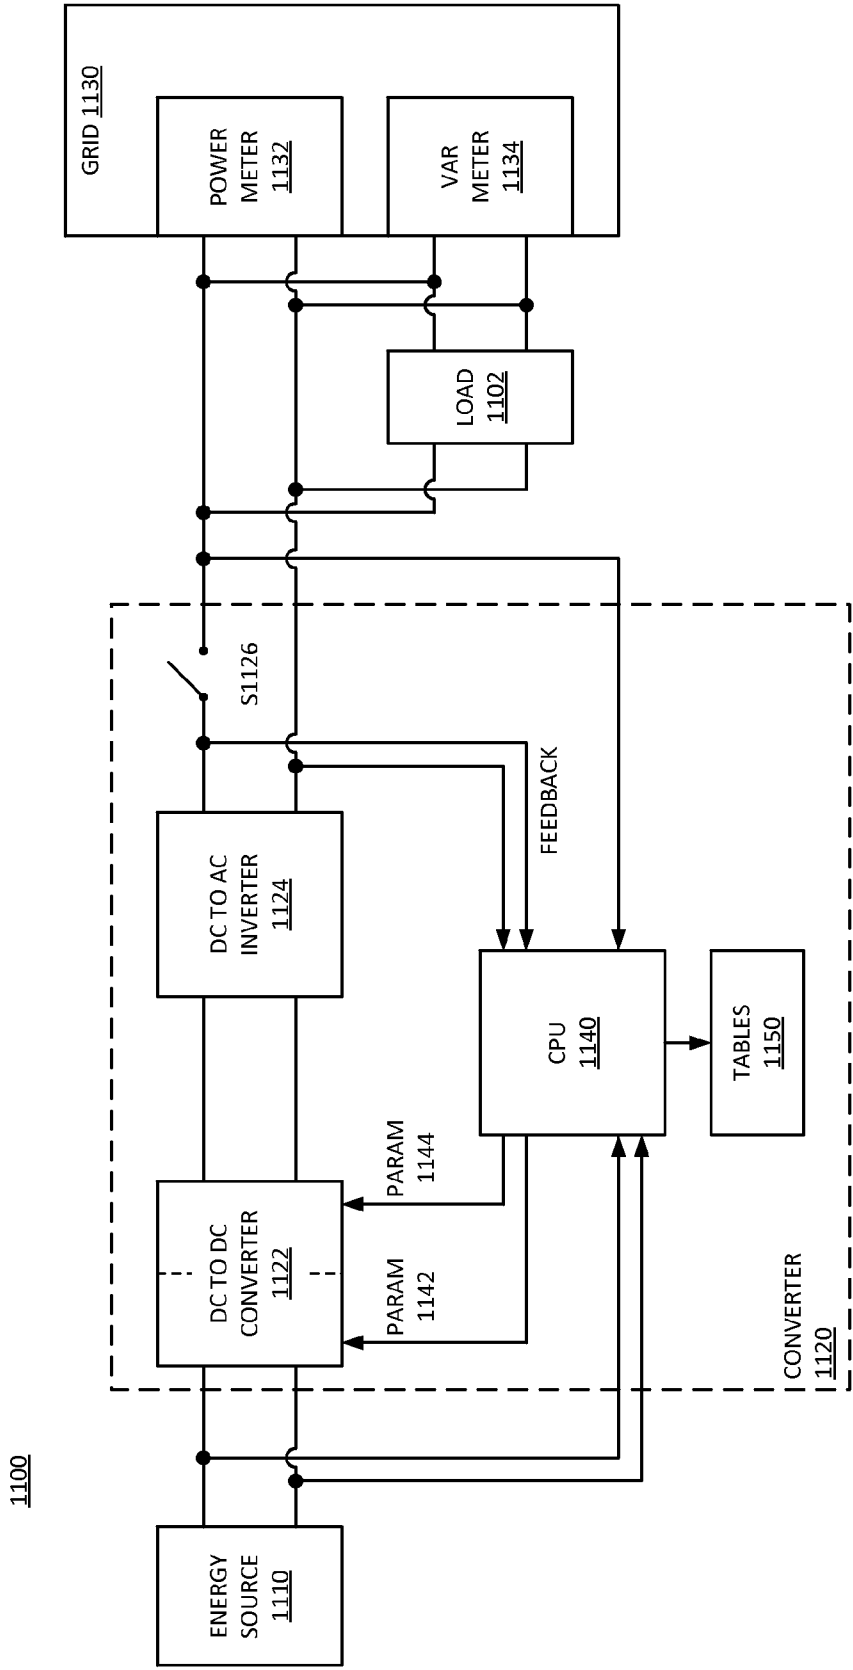 1100
ENERGY
SOURCE
1110
DC TO DC
CONVERTER
1122
DC TO AC
INVERTER
1124
S1126
GRID 1130
POWER
METER
1132
VAR
METER
1134
LOAD
1102
PARAM
1142
PARAM
1144
FEEDBACK
CPU
1140
TABLES
1150
CONVERTER
1120